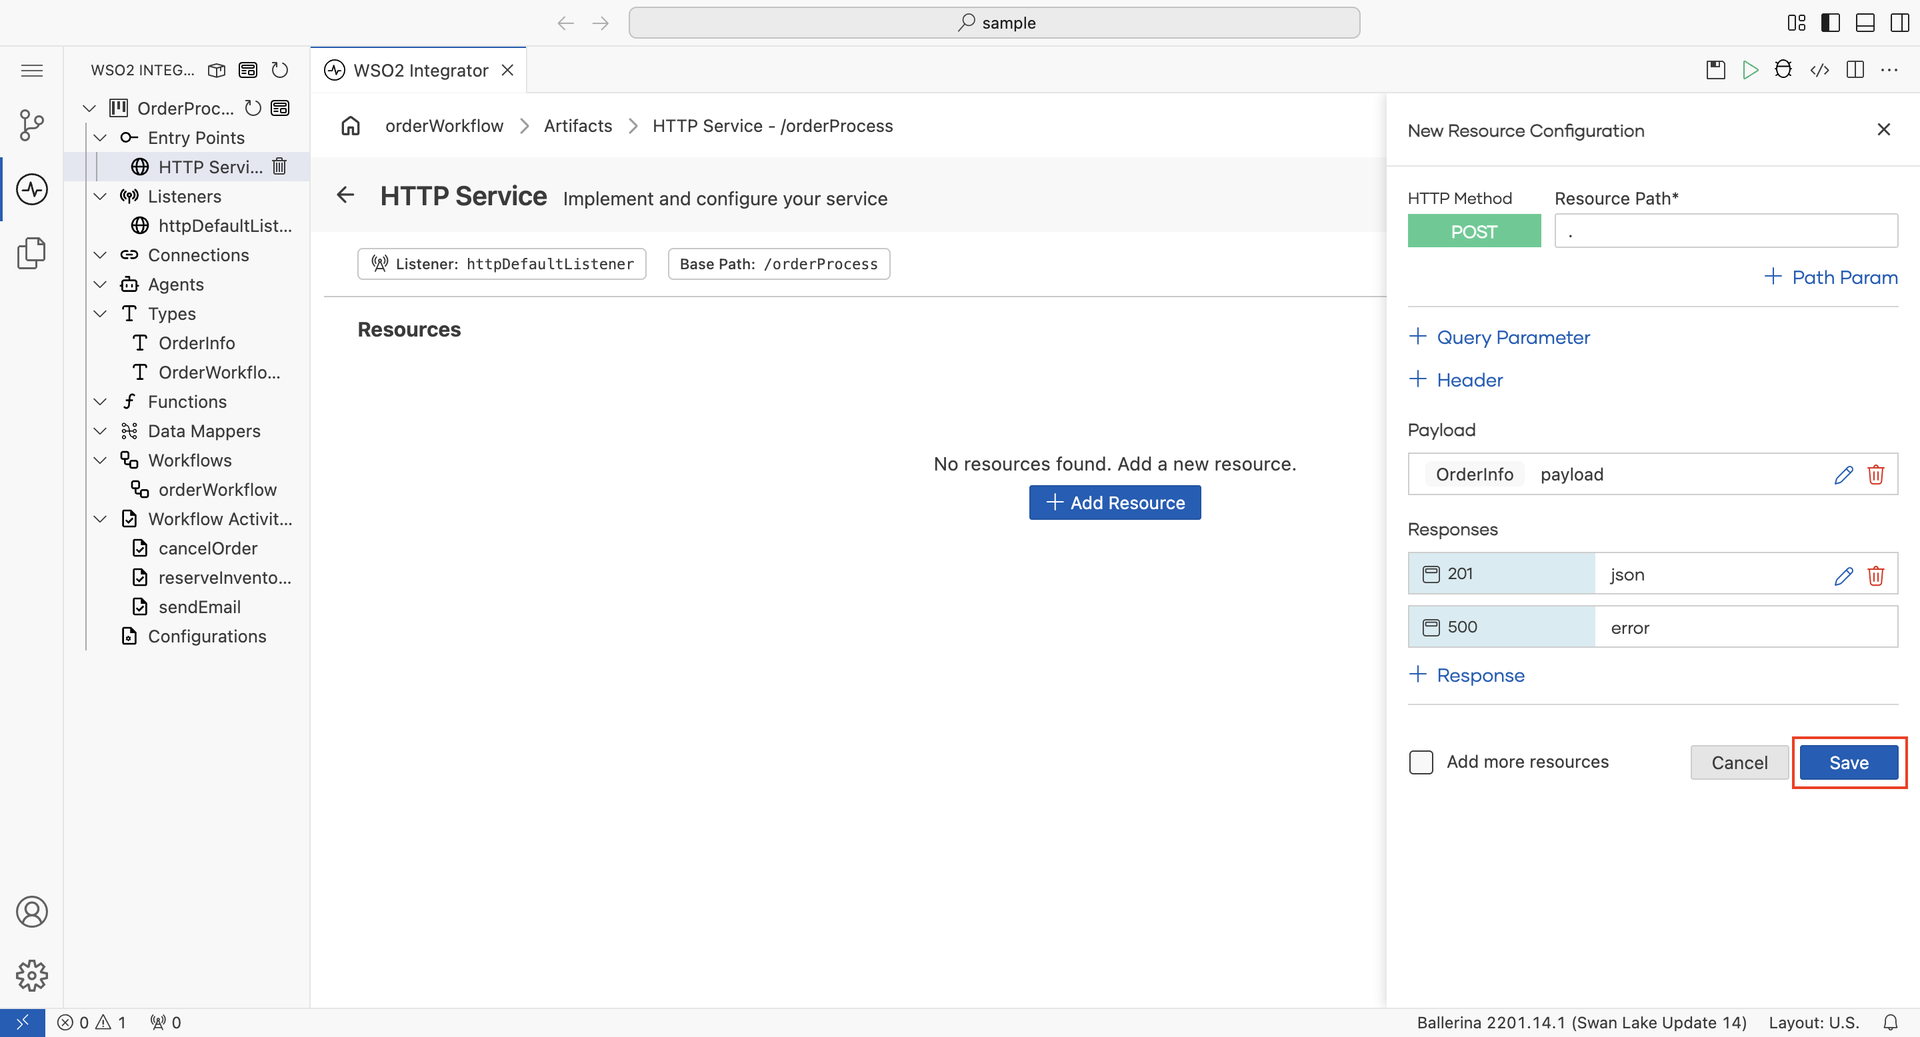 sample
WSO2 INTEG...
WSO2 Integrator
OrderProc...
Entry Points
HTTP Servi...
Listeners
httpDefaultList...
Connections
Agents
Types
OrderInfo
OrderWorkflo...
Functions
Data Mappers
Workflows
orderWorkflow
Workflow Activit...
cancelOrder
reserveInvento...
sendEmail
Configurations
orderWorkflow > Artifacts > HTTP Service - /orderProcess
HTTP Service Implement and configure your service
Listener: httpDefaultListener
Base Path: /orderProcess
Resources
No resources found. Add a new resource.
+ Add Resource
New Resource Configuration
HTTP Method Resource Path*
POST .
+ Path Param
+ Query Parameter
+ Header
Payload
OrderInfo payload
Responses
201 json
500 error
+ Response
Add more resources
Cancel
Save
0 1 0
Ballerina 2201.14.1 (Swan Lake Update 14) Layout: U.S.